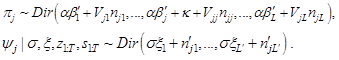 π_j ~ Dir(αβ'_1 + V_{j1}n_{j1},...,αβ'_j + κ + V_{jj}n_{jj},...,αβ'_L + V_{jL}n_{jL}),
ψ_j | σ,ξ,z_{1:T},s_{1:T} ~ Dir(σξ_1 + n'_{j1},...,σξ_{L'} + n'_{jL'}).